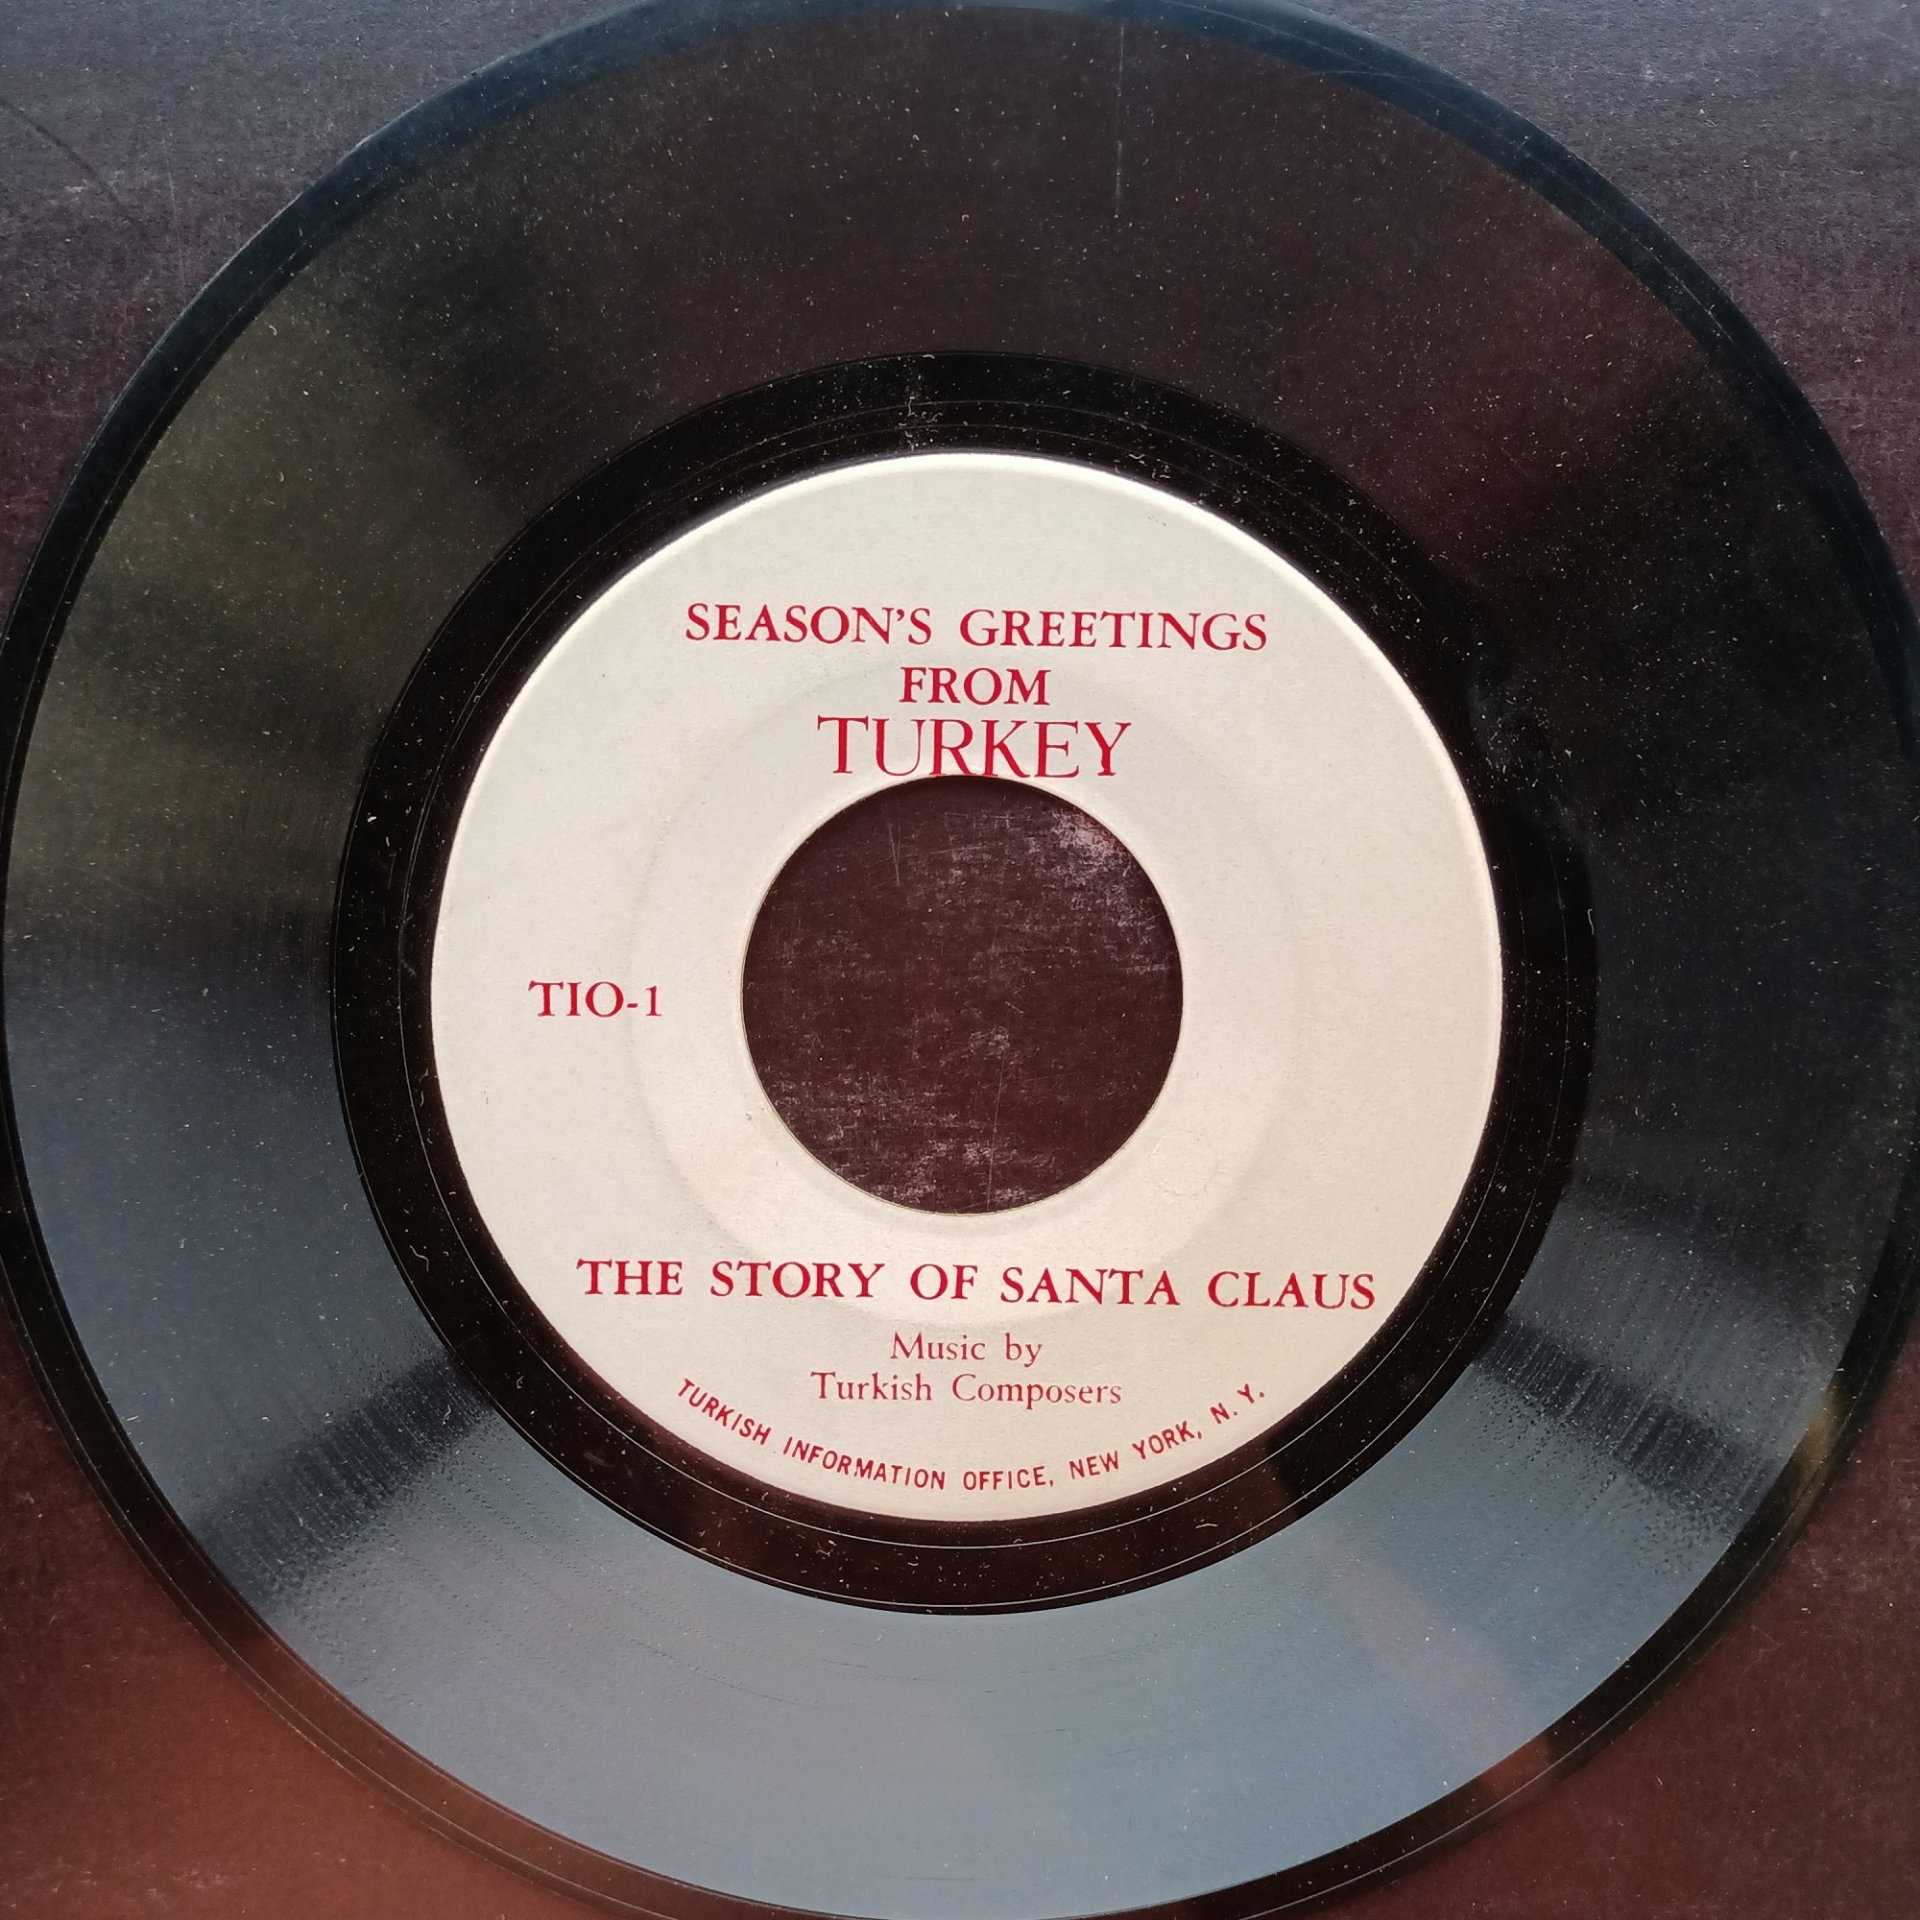 SEASON'S GREETINGS
FROM
TURKEY
TIO-1
THE STORY OF SANTA CLAUS
Music by
Turkish Composers
TURKISH INFORMATION OFFICE, NEW YORK, N. Y.